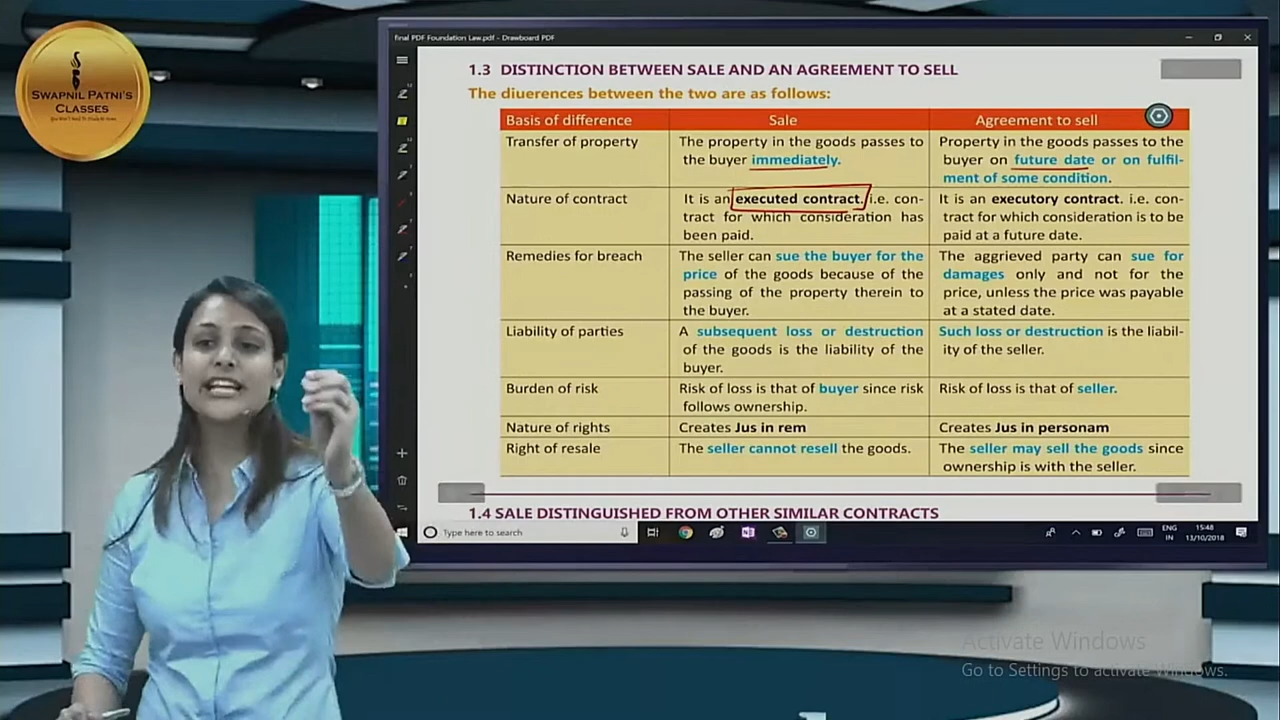 SWAPNIL PATNI'S
CLASSES
final PDF Foundation Law.pdf - Drawboard PDF
1.3 DISTINCTION BETWEEN SALE AND AN AGREEMENT TO SELL
The diuerences between the two are as follows:
Basis of difference
Sale
Agreement to sell
Transfer of property
The property in the goods passes to
the buyer immediately.
Property in the goods passes to the
buyer on future date or on fulfil-
ment of some condition.
Nature of contract
It is an executed contract. i.e. con-
tract for which consideration has
been paid.
It is an executory contract. i.e. con-
tract for which consideration is to be
paid at a future date.
Remedies for breach
The seller can sue the buyer for the
price of the goods because of the
passing of the property therein to
the buyer.
The aggrieved party can sue for
damages only and not for the
price, unless the price was payable
at a stated date.
Liability of parties
A subsequent loss or destruction
of the goods is the liability of the
buyer.
Such loss or destruction is the liabil-
ity of the seller.
Burden of risk
Risk of loss is that of buyer since risk
follows ownership.
Risk of loss is that of seller.
Nature of rights
Creates Jus in rem
Creates Jus in personam
Right of resale
The seller cannot resell the goods.
The seller may sell the goods since
ownership is with the seller.
1.4 SALE DISTINGUISHED FROM OTHER SIMILAR CONTRACTS
Type here to search
ENG
IN
15:48
13/10/2018
Activate Windows
Go to Settings to activate Windows.